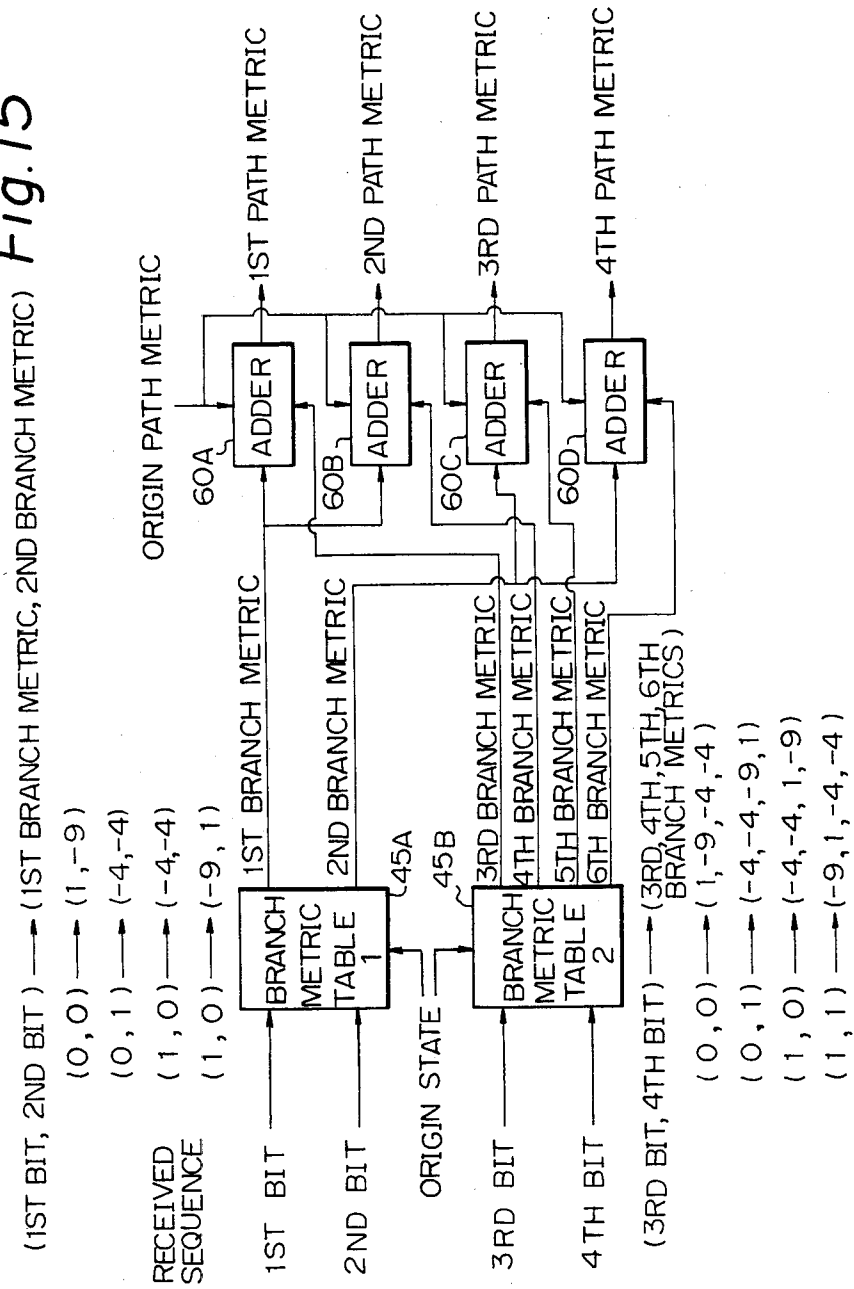 Fig. 15
(1ST BIT, 2ND BIT) → (1ST BRANCH METRIC, 2ND BRANCH METRIC)
(0,0) → (1,-9)
(0,1) → (-4,-4)
(1,0) → (-4,-4)
(1,0) → (-9,1)
RECEIVED
SEQUENCE
1ST BIT
2ND BIT
ORIGIN STATE
3RD BIT
4TH BIT
BRANCH
METRIC
TABLE
1
45A
BRANCH
METRIC
TABLE
2
45B
1ST BRANCH METRIC
2ND BRANCH METRIC
3RD BRANCH METRIC
4TH BRANCH METRIC
5TH BRANCH METRIC
6TH BRANCH METRIC
ORIGIN PATH METRIC
60A
ADDER
1ST PATH METRIC
60B
ADDER
2ND PATH METRIC
60C
ADDER
3RD PATH METRIC
60D
ADDER
4TH PATH METRIC
(3RD BIT, 4TH BIT) → (3RD, 4TH, 5TH, 6TH
BRANCH METRICS)
(0,0) → (1,-9,-4,-4)
(0,1) → (-4,-4,-9,1)
(1,0) → (-4,-4,1,-9)
(1,1) → (-9,1,-4,-4)